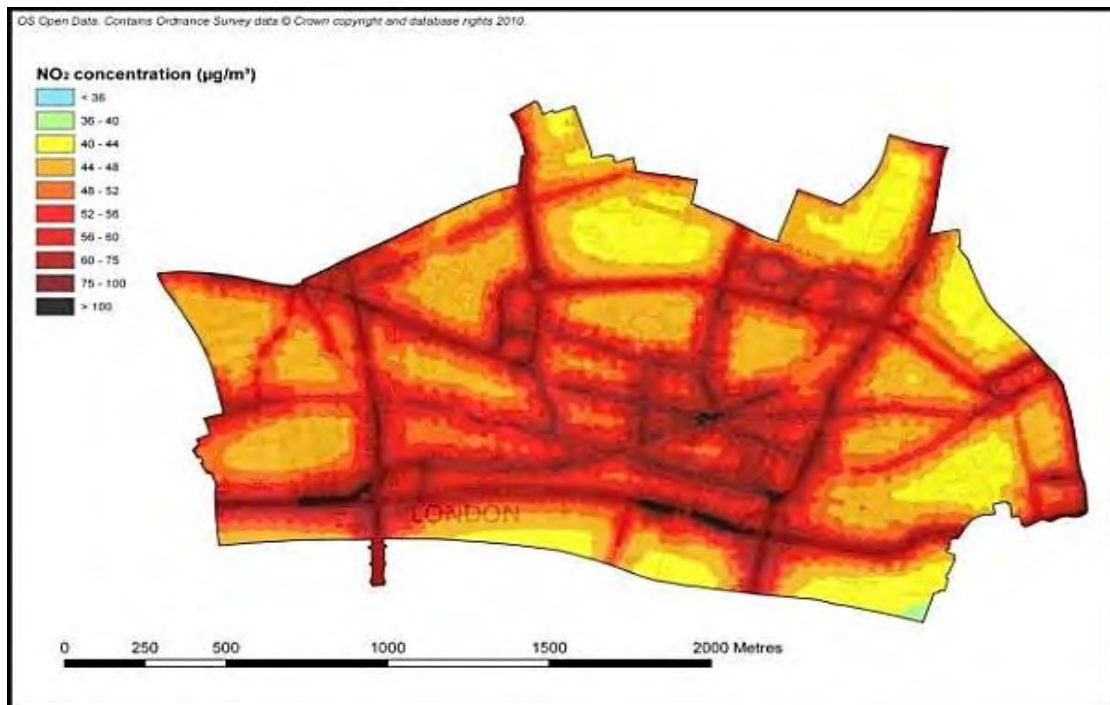 OS Open Data. Contains Ordnance Survey data © Crown copyright and database rights 2010.
NO₂ concentration (µg/m³)
< 36
36 - 40
40 - 44
44 - 48
48 - 52
52 - 56
56 - 60
60 - 75
75 - 100
> 100
LONDON
0 250 500 1000 1500 2000 Metres